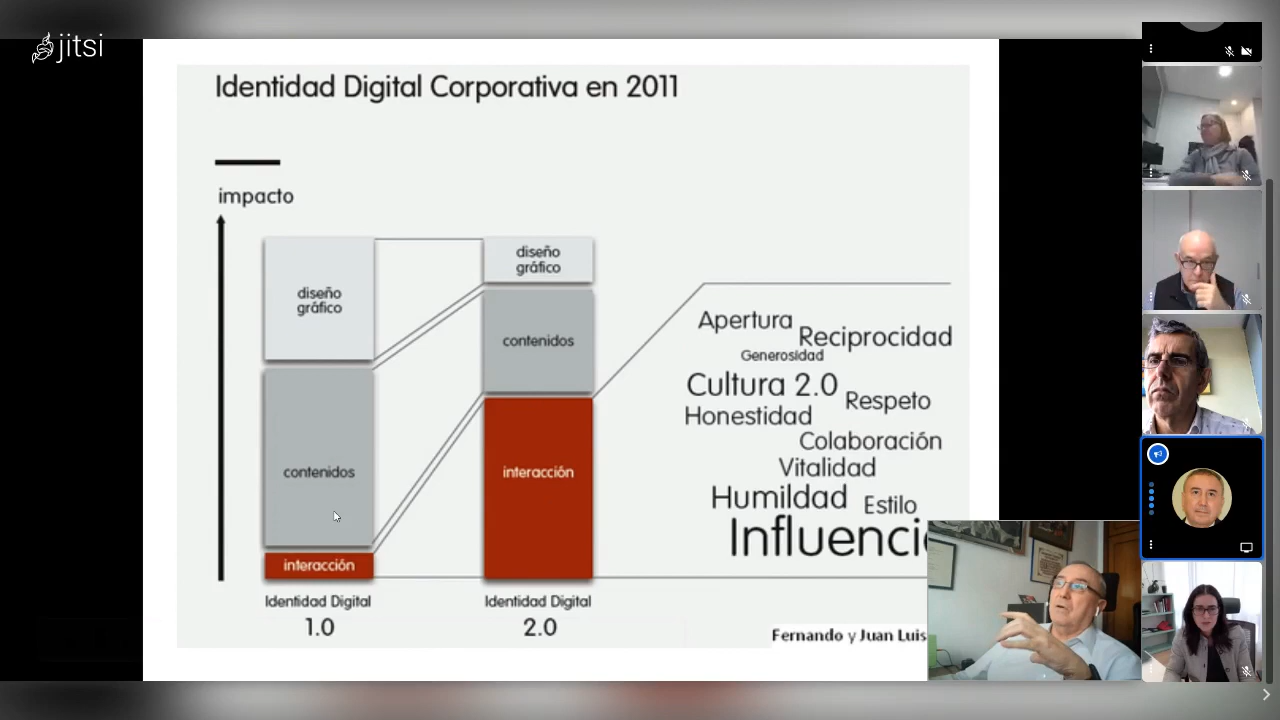 jitsi
Identidad Digital Corporativa en 2011
impacto
diseño
gráfico
contenidos
interacción
Identidad Digital
1.0
diseño
gráfico
contenidos
interacción
Identidad Digital
2.0
Apertura
Reciprocidad
Generosidad
Cultura 2.0
Respeto
Honestidad
Colaboración
Vitalidad
Humildad
Estilo
Influenci
Fernando y Juan Luis